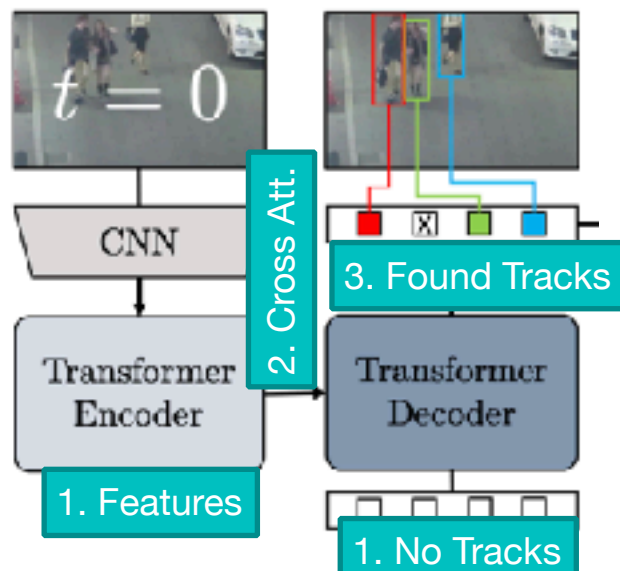 t = 0
CNN
2. Cross Att.
X
3. Found Tracks
Transformer
Encoder
Transformer
Decoder
1. Features
1. No Tracks